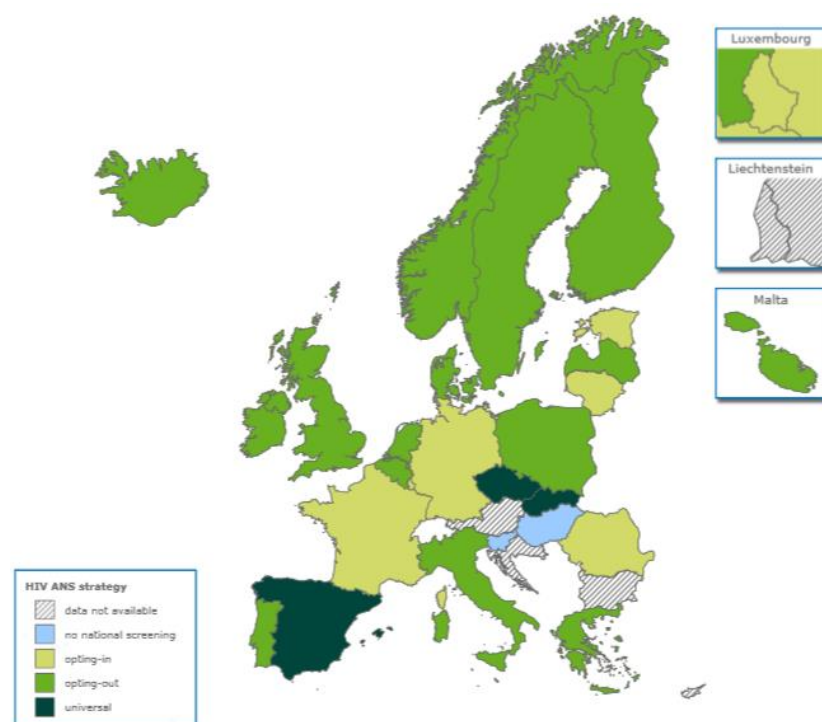 Luxembourg
Liechtenstein
Malta
HIV ANS strategy
data not available
no national screening
opting-in
opting-out
universal